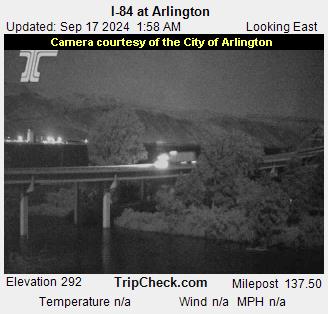 I-84 at Arlington
Updated: Sep 17 2024 1:58 AM Looking East
Camera courtesy of the City of Arlington
Elevation 292 TripCheck.com Milepost 137.50
Temperature n/a Wind n/a MPH n/a